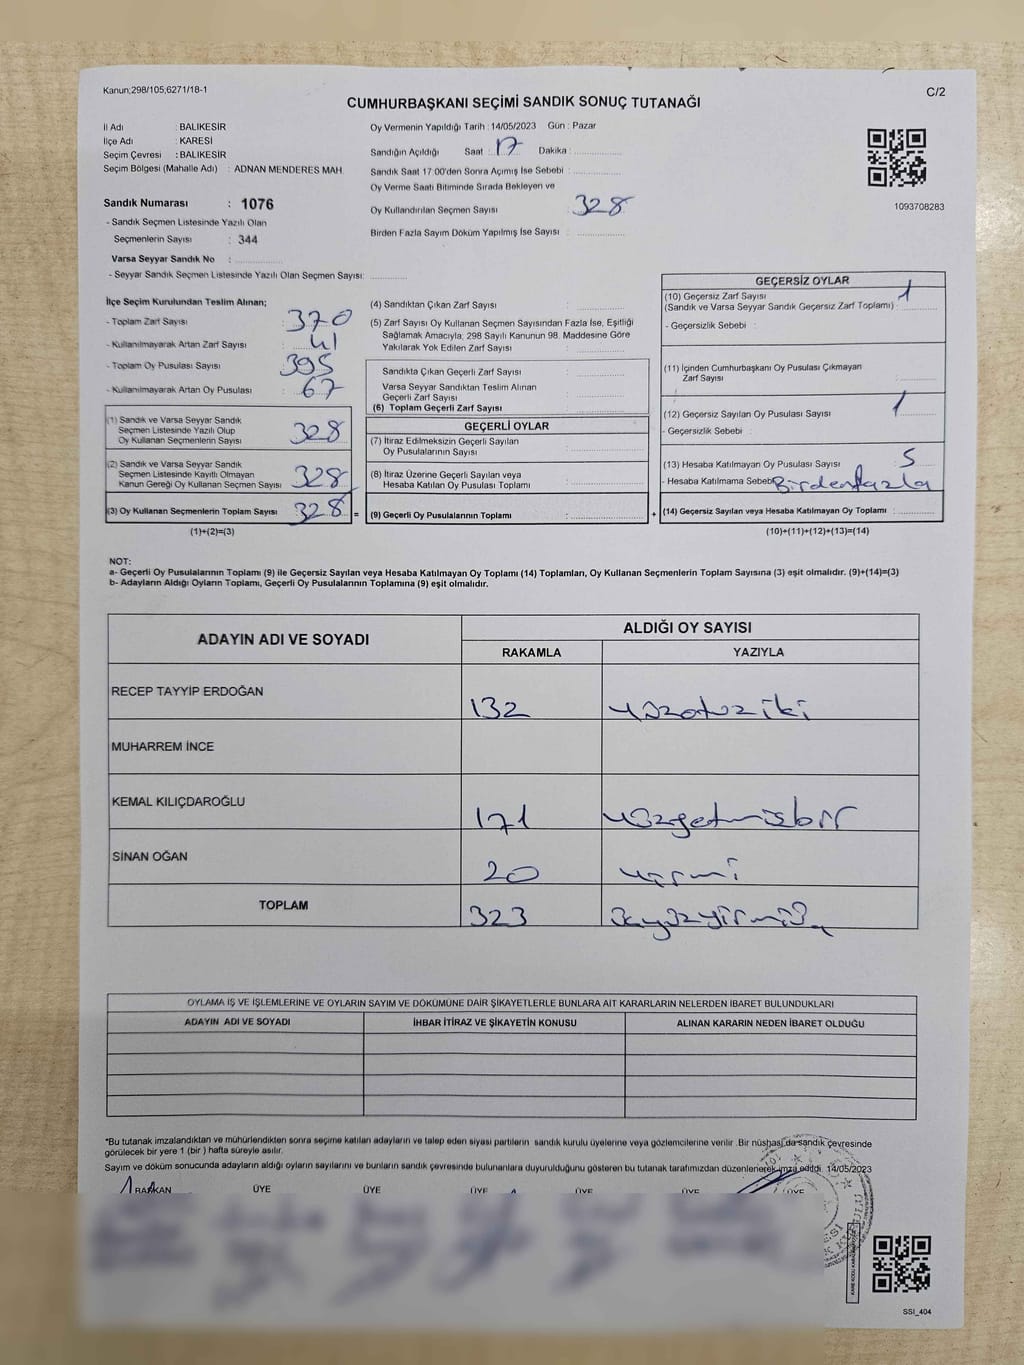 Kanun;298/105;6271/18-1
C/2
CUMHURBAŞKANI SEÇİMİ SANDIK SONUÇ TUTANAĞI
İl Adı : BALIKESİR
İlçe Adı : KARESİ
Seçim Çevresi : BALIKESİR
Seçim Bölgesi (Mahalle Adı) : ADNAN MENDERES MAH.
Sandık Numarası : 1076
- Sandık Seçmen Listesinde Yazılı Olan
Seçmenlerin Sayısı : 344
Varsa Seyyar Sandık No :
- Seyyar Sandık Seçmen Listesinde Yazılı Olan Seçmen Sayısı:
Oy Vermenin Yapıldığı Tarih : 14/05/2023 Gün : Pazar
Sandığın Açıldığı Saat : 17 Dakika :
Sandık Saat 17.00'den Sonra Açımış İse Sebebi :
Oy Verme Saati Bitiminde Sırada Bekleyen ve
Oy Kullandırılan Seçmen Sayısı : 328
Birden Fazla Sayım Döküm Yapılmış İse Sayısı :
1093708283
İlçe Seçim Kurulundan Teslim Alınan;
- Toplam Zarf Sayısı : 370
- Kullanılmayarak Artan Zarf Sayısı : 41
- Toplam Oy Pusulası Sayısı : 395
- Kullanılmayarak Artan Oy Pusulası : 67
(1) Sandık ve Varsa Seyyar Sandık
Seçmen Listesinde Yazılı Olup
Oy Kullanan Seçmenlerin Sayısı : 328
(2) Sandık ve Varsa Seyyar Sandık
Seçmen Listesinde Kayıtlı Olmayan
Kanun Gereği Oy Kullanan Seçmen Sayısı : 328
(3) Oy Kullanan Seçmenlerin Toplam Sayısı : 328
(1)+(2)=(3)
(4) Sandıktan Çıkan Zarf Sayısı :
(5) Zarf Sayısı Oy Kullanan Seçmen Sayısından Fazla İse, Eşitliği
Sağlamak Amacıyla; 298 Sayılı Kanunun 98. Maddesine Göre
Yakılarak Yok Edilen Zarf Sayısı :
Sandıkta Çıkan Geçerli Zarf Sayısı :
Varsa Seyyar Sandıktan Teslim Alınan
Geçerli Zarf Sayısı :
(6) Toplam Geçerli Zarf Sayısı :
GEÇERLİ OYLAR
(7) İtiraz Edilmeksizin Geçerli Sayılan
Oy Pusulalarının Sayısı :
(8) İtiraz Üzerine Geçerli Sayılan veya
Hesaba Katılan Oy Pusulası Toplamı :
= (9) Geçerli Oy Pusulalarının Toplamı : +
GEÇERSİZ OYLAR
(10) Geçersiz Zarf Sayısı 1
(Sandık ve Varsa Seyyar Sandık Geçersiz Zarf Toplamı) :
- Geçersizlik Sebebi :
(11) İçinden Cumhurbaşkanı Oy Pusulası Çıkmayan
Zarf Sayısı :
(12) Geçersiz Sayılan Oy Pusulası Sayısı : 1
- Geçersizlik Sebebi :
(13) Hesaba Katılmayan Oy Pusulası Sayısı : 5
- Hesaba Katılmama Sebebi Birdenfazla
(14) Geçersiz Sayılan veya Hesaba Katılmayan Oy Toplamı :
(10)+(11)+(12)+(13)=(14)
NOT:
a- Geçerli Oy Pusulalarının Toplamı (9) ile Geçersiz Sayılan veya Hesaba Katılmayan Oy Toplamı (14) Toplamları, Oy Kullanan Seçmenlerin Toplam Sayısına (3) eşit olmalıdır. (9)+(14)=(3)
b- Adayların Aldığı Oyların Toplamı, Geçerli Oy Pusulalarının Toplamına (9) eşit olmalıdır.
ADAYIN ADI VE SOYADI
ALDIĞI OY SAYISI
RAKAMLA YAZIYLA
RECEP TAYYİP ERDOĞAN 132 yüzotuziki
MUHARREM İNCE
KEMAL KILIÇDAROĞLU 171 yüzyetmişbir
SİNAN OĞAN 20 yirmi
TOPLAM 323 üçyüzyirmiüç
OYLAMA İŞ VE İŞLEMLERİNE VE OYLARIN SAYIM VE DÖKÜMÜNE DAİR ŞİKAYETLERLE BUNLARA AİT KARARLARIN NELERDEN İBARET BULUNDUKLARI
ADAYIN ADI VE SOYADI İHBAR İTİRAZ VE ŞİKAYETİN KONUSU ALINAN KARARIN NEDEN İBARET OLDUĞU
*Bu tutanak imzalandıktan ve mühürlendikten sonra seçime katılan adayların ve talep eden siyasi partilerin sandık kurulu üyelerine veya gözlemcilerine verilir .Bir nüshası da sandık çevresinde
görülecek bir yere 1 (bir ) hafta süreyle asılır.
Sayım ve döküm sonucunda adayların aldığı oyların sayılarını ve bunların sandık çevresinde bulunanlara duyurulduğunu gösteren bu tutanak tarafımızdan düzenlenerek imza edildi. 14/05/2023
BAŞKAN ÜYE ÜYE ÜYE ÜYE ÜYE ÜYE
SSI_404